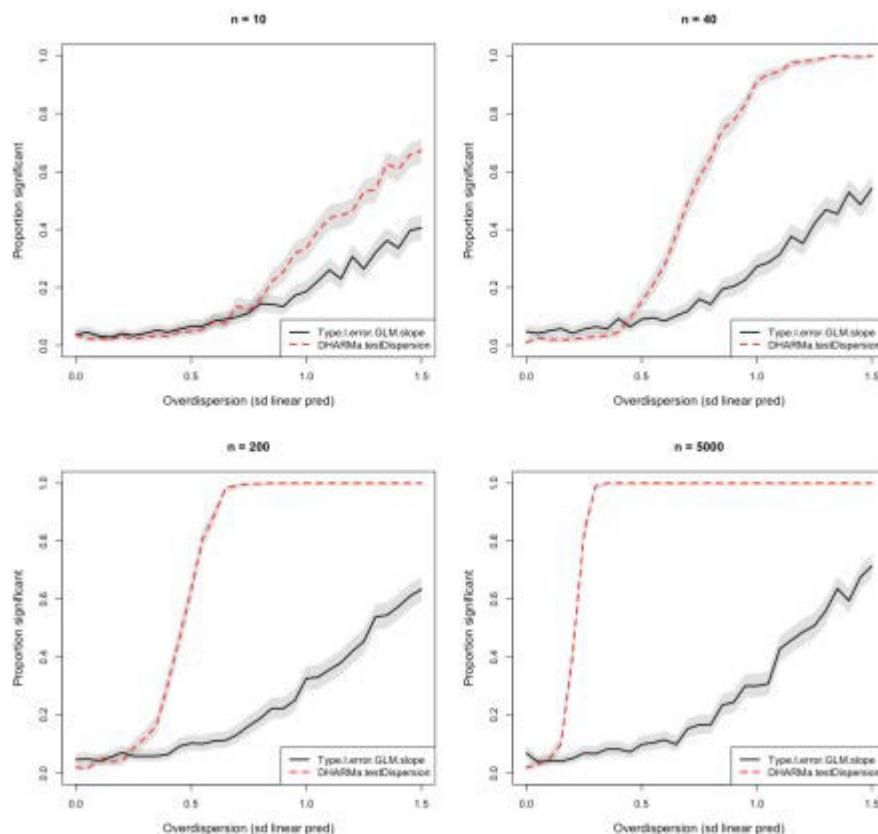 n = 10
Proportion significant
1.0
0.8
0.6
0.4
0.2
0.0
Type.I.error.GLM.slope
DHARMa.testDispersion
0.0 0.5 1.0 1.5
Overdispersion (sd linear pred)
n = 40
Proportion significant
1.0
0.8
0.6
0.4
0.2
0.0
Type.I.error.GLM.slope
DHARMa.testDispersion
0.0 0.5 1.0 1.5
Overdispersion (sd linear pred)
n = 200
Proportion significant
1.0
0.8
0.6
0.4
0.2
0.0
Type.I.error.GLM.slope
DHARMa.testDispersion
0.0 0.5 1.0 1.5
Overdispersion (sd linear pred)
n = 5000
Proportion significant
1.0
0.8
0.6
0.4
0.2
0.0
Type.I.error.GLM.slope
DHARMa.testDispersion
0.0 0.5 1.0 1.5
Overdispersion (sd linear pred)